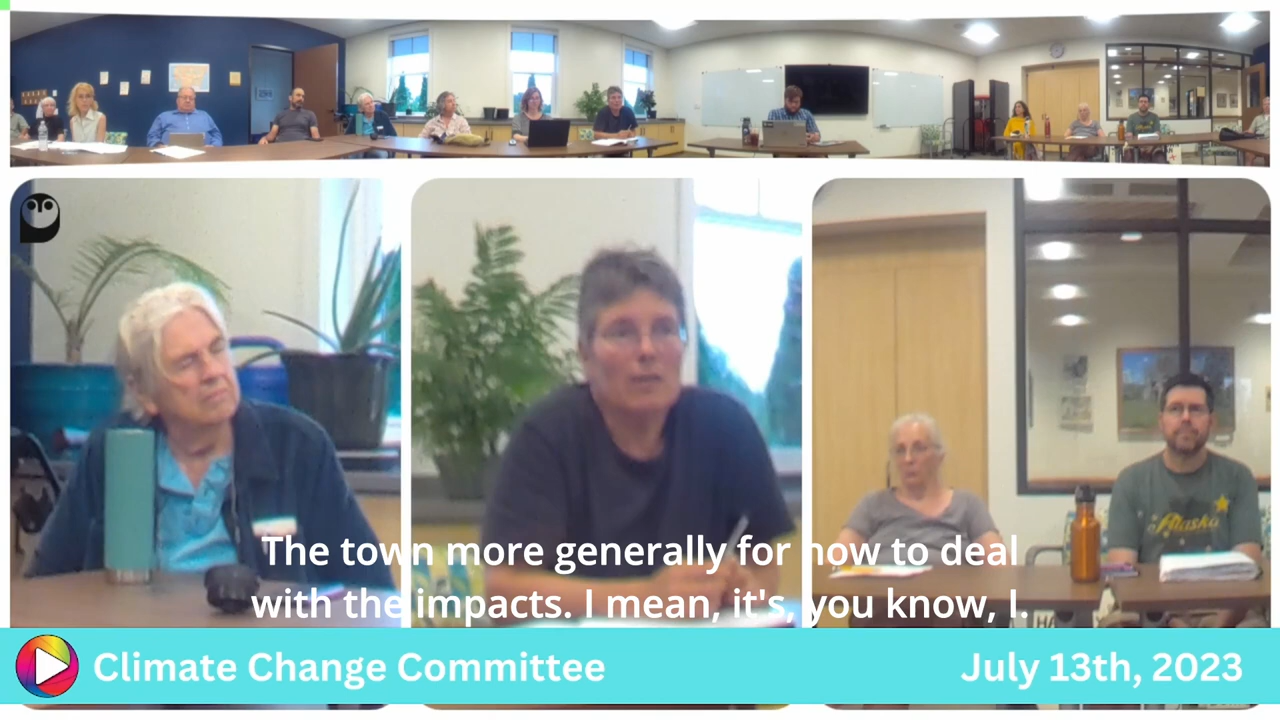 The town more generally for how to deal
with the impacts. I mean, it's, you know, I.
Alaska
Climate Change Committee
July 13th, 2023